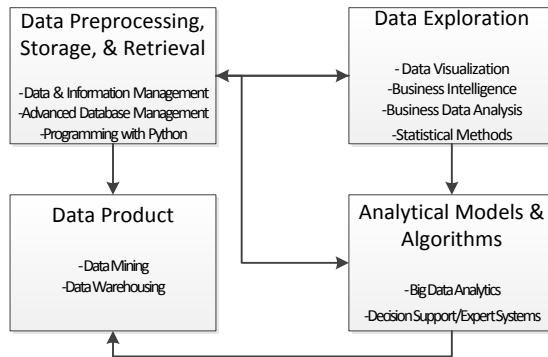 Data Preprocessing,
Storage, & Retrieval
-Data & Information Management
-Advanced Database Management
-Programming with Python
Data Exploration
-Data Visualization
-Business Intelligence
-Business Data Analysis
-Statistical Methods
Data Product
-Data Mining
-Data Warehousing
Analytical Models &
Algorithms
-Big Data Analytics
-Decision Support/Expert Systems